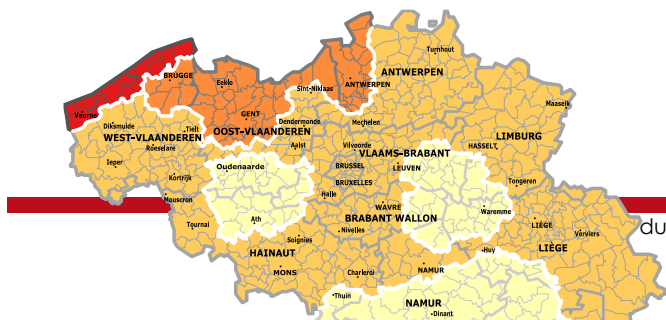 Turnhout
BRUGGE
Eeklo
ANTWERPEN
ANTWERPEN
Sint-Niklaas
Maaseik
Veurne
GENT
Diksmuide
Tielt
OOST-VLAANDEREN
Dendermonde
Mechelen
WEST-VLAANDEREN
LIMBURG
Roeselare
Aalst
Vilvoorde
VLAAMS-BRABANT
HASSELT
Ieper
Oudenaarde
BRUSSEL
LEUVEN
Kortrijk
BRUXELLES
Tongeren
Halle
Mouscron
WAVRE
Waremme
Ath
BRABANT WALLON
Tournai
Nivelles
LIÈGE
Verviers
du
Soignies
LIÈGE
Huy
HAINAUT
MONS
Charleroi
NAMUR
Thuin
NAMUR
Dinant